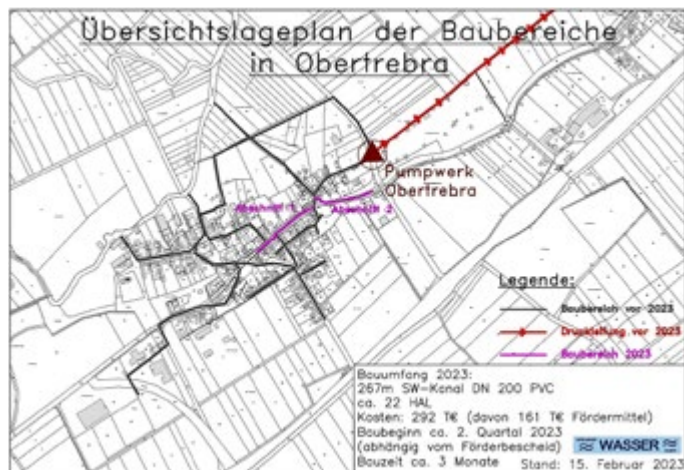 Übersichtslageplan der Baubereiche
in Obertrebra
Pumpwerk
Obertrebra
Abschnitt 1
Abschnitt 2
Legende:
Baubereich vor 2023
Druckleitung vor 2023
Baubereich 2023
Bauumfang 2023:
267m SW-Kanal DN 200 PVC
ca. 22 HAL
Kosten: 292 T€ (davon 161 T€ Fördermittel)
Baubeginn ca. 2. Quartal 2023
(abhängig vom Förderbescheid)
Bauzeit ca. 3 Monate
WASSER
Stand: 15. Februar 2023